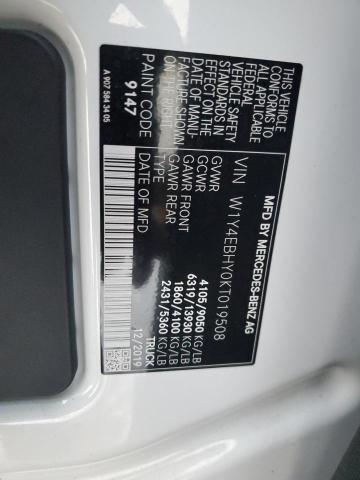 MFD BY MERCEDES-BENZ AG
VIN W1Y4EBHY0KT019508
GVWR 4105/9050 KG/LB
GCWR 6319/13930 KG/LB
GAWR FRONT 1860/4100 KG/LB
GAWR REAR 2431/5360 KG/LB
TYPE TRUCK
DATE OF MFD 12/2019
THIS VEHICLE
CONFORMS TO
ALL APPLICABLE
FEDERAL
MOTOR VEHICLE
VEHICLE SAFETY
STANDARDS
IN EFFECT ON THE
DATE OF MANU-
FACTURE SHOWN
PAINT CODE
9147
A 907 584 34 05